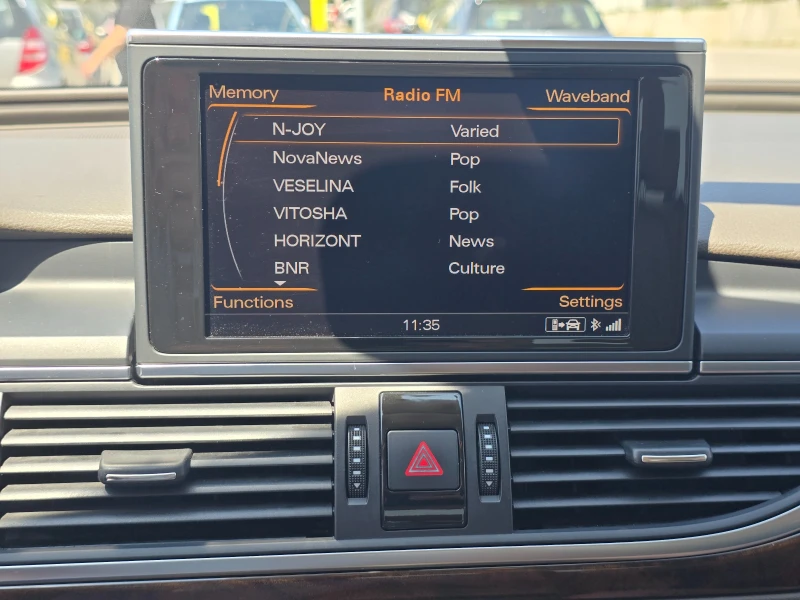 Memory Radio FM Waveband
N-JOY Varied
NovaNews Pop
VESELINA Folk
VITOSHA Pop
HORIZONT News
BNR Culture
Functions Settings
11:35